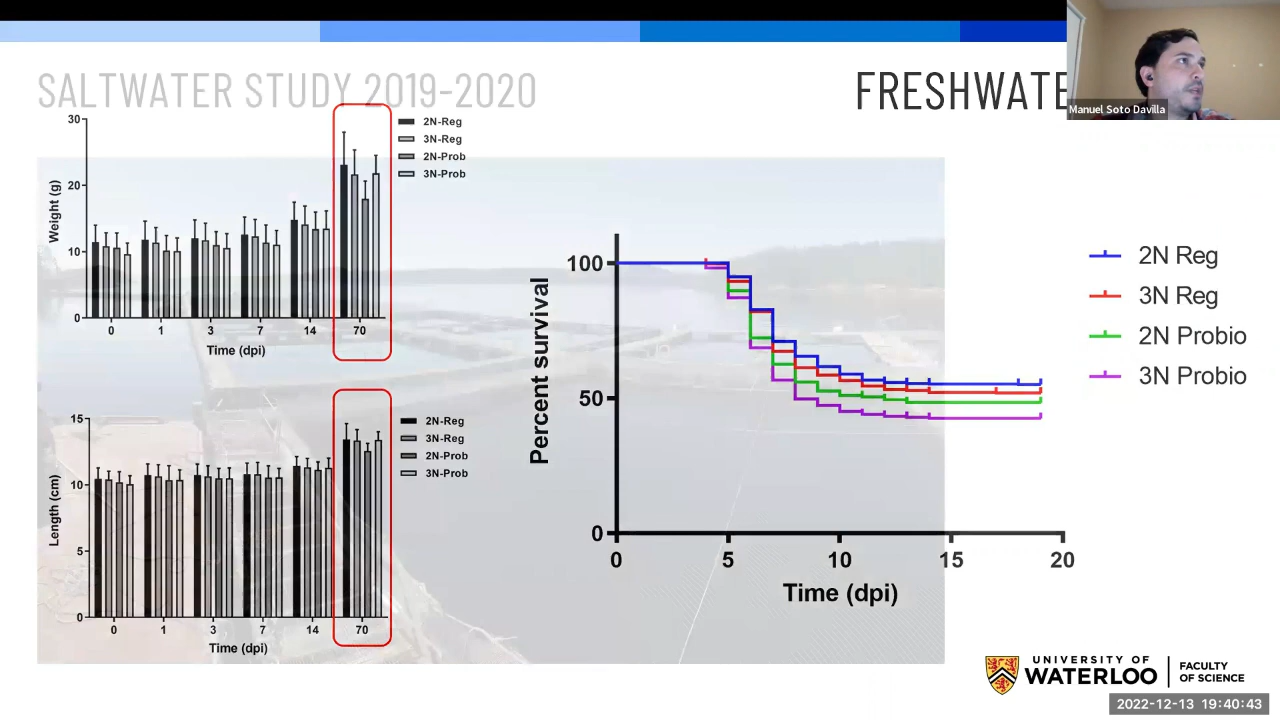 SALTWATER STUDY 2019-2020
FRESHWATE
Manuel Soto Davilla
30
20
10
0
Weight (g)
0 1 3 7 14 70
Time (dpi)
2N-Reg
3N-Reg
2N-Prob
3N-Prob
15
10
5
0
Length (cm)
0 1 3 7 14 70
Time (dpi)
2N-Reg
3N-Reg
2N-Prob
3N-Prob
100
50
0
Percent survival
0 5 10 15 20
Time (dpi)
2N Reg
3N Reg
2N Probio
3N Probio
UNIVERSITY OF
WATERLOO
FACULTY
OF SCIENCE
2022-12-13 19:40:43